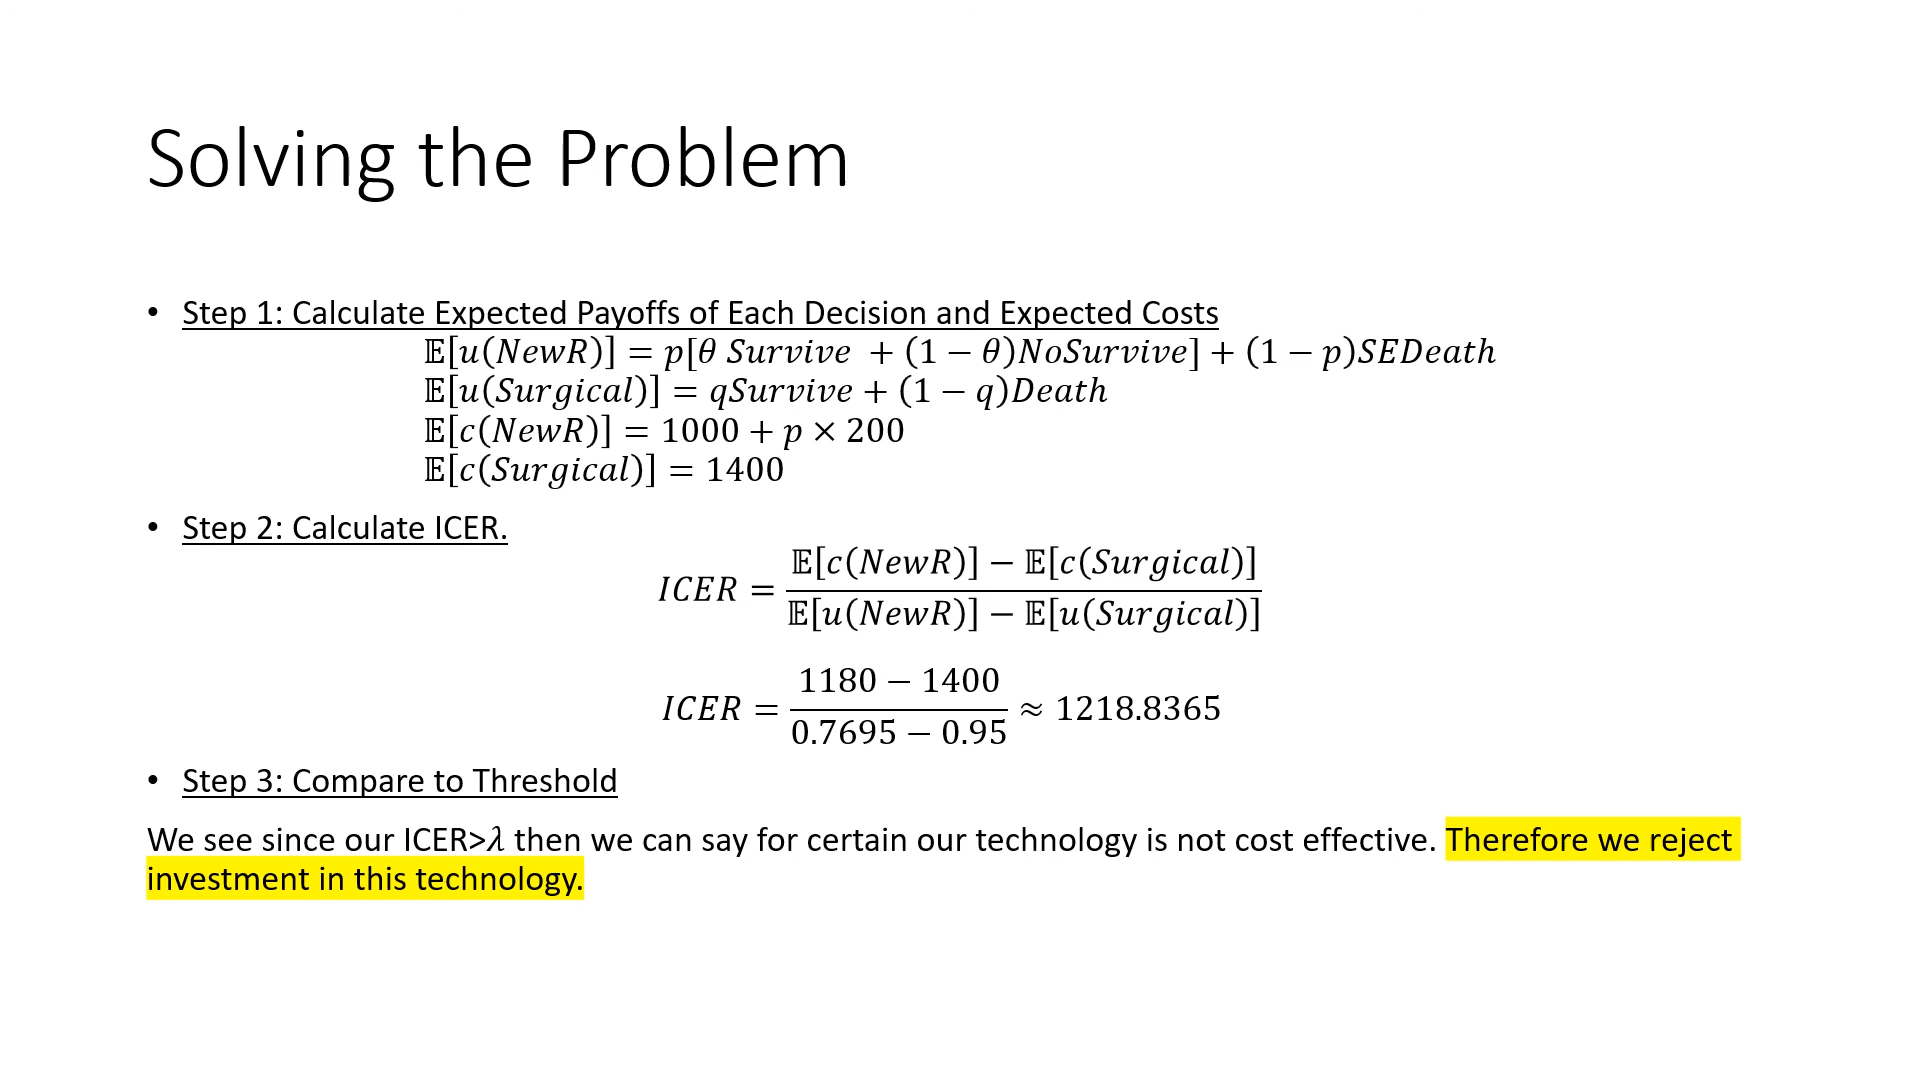 Solving the Problem
• Step 1: Calculate Expected Payoffs of Each Decision and Expected Costs
𝔼[u(NewR)] = p[θ Survive + (1 − θ)NoSurvive] + (1 − p)SEDeath
𝔼[u(Surgical)] = qSurvive + (1 − q)Death
𝔼[c(NewR)] = 1000 + p × 200
𝔼[c(Surgical)] = 1400
• Step 2: Calculate ICER.
ICER = (𝔼[c(NewR)] − 𝔼[c(Surgical)]) / (𝔼[u(NewR)] − 𝔼[u(Surgical)])
ICER = (1180 − 1400) / (0.7695 − 0.95) ≈ 1218.8365
• Step 3: Compare to Threshold
We see since our ICER>λ then we can say for certain our technology is not cost effective. Therefore we reject
investment in this technology.